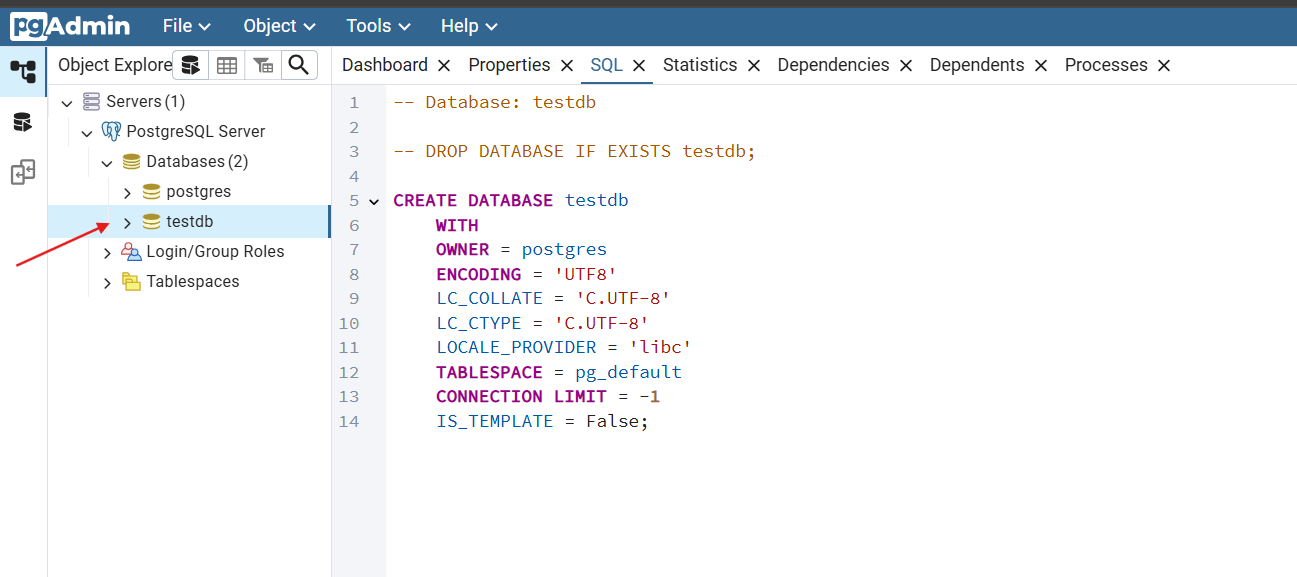 pgAdmin File Object Tools Help
Object Explore
Dashboard Properties SQL Statistics Dependencies Dependents Processes
Servers (1)
PostgreSQL Server
Databases (2)
postgres
testdb
Login/Group Roles
Tablespaces
1 -- Database: testdb
2
3 -- DROP DATABASE IF EXISTS testdb;
4
5 CREATE DATABASE testdb
6 WITH
7 OWNER = postgres
8 ENCODING = 'UTF8'
9 LC_COLLATE = 'C.UTF-8'
10 LC_CTYPE = 'C.UTF-8'
11 LOCALE_PROVIDER = 'libc'
12 TABLESPACE = pg_default
13 CONNECTION LIMIT = -1
14 IS_TEMPLATE = False;